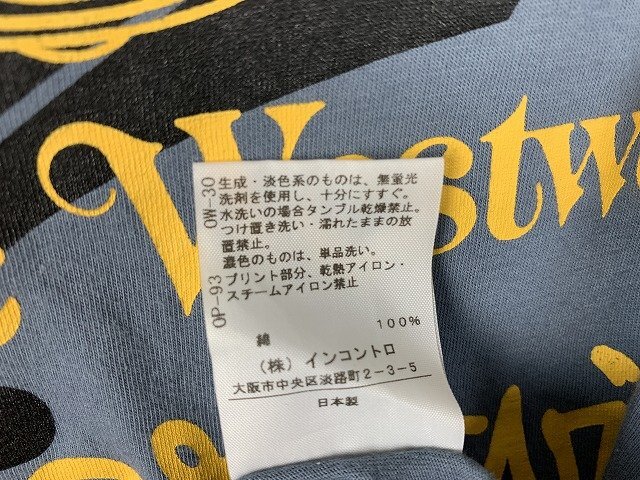 Westw
OW-30
生成・淡色系のものは、無蛍光
洗剤を使用し、十分にすすぐ。
水洗いの場合タンブル乾燥禁止。
つけ置き洗い・濡れたままの放
置禁止。
濃色のものは、単品洗い。
OP-93
プリント部分、乾熱アイロン・
スチームアイロン禁止
綿 100%
(株) インコントロ
大阪市中央区淡路町2-3-5
日本製